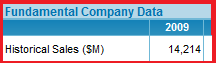 Fundamental Company Data
2009
Historical Sales ($M) 14,214